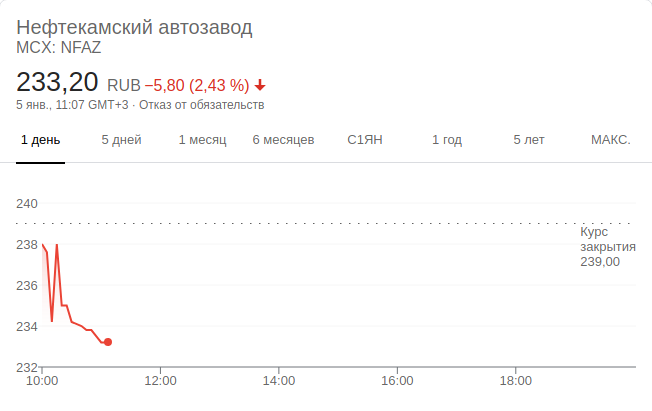 Нефтекамский автозавод
MCX: NFAZ
233,20 RUB −5,80 (2,43 %)
5 янв., 11:07 GMT+3 · Отказ от обязательств
1 день 5 дней 1 месяц 6 месяцев С1ЯН 1 год 5 лет МАКС.
240
Курс
закрытия
239,00
238
236
234
232
10:00 12:00 14:00 16:00 18:00